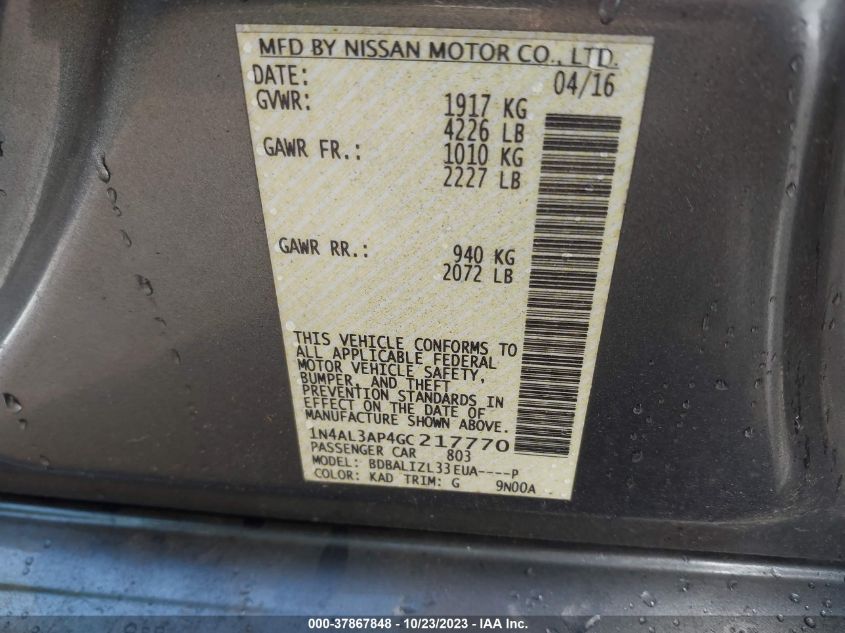 MFD BY NISSAN MOTOR CO., LTD.
DATE: 04/16
GVWR: 1917 KG
4226 LB
GAWR FR.: 1010 KG
2227 LB
GAWR RR.: 940 KG
2072 LB
THIS VEHICLE CONFORMS TO
ALL APPLICABLE FEDERAL
MOTOR VEHICLE SAFETY,
BUMPER, AND THEFT
PREVENTION STANDARDS IN
EFFECT ON THE DATE OF
MANUFACTURE SHOWN ABOVE.
1N4AL3AP4GC217770
PASSENGER CAR 803
MODEL: BDBALIZL33EUA----P
COLOR: KAD TRIM: G 9N00A
000-37867848 - 10/23/2023 - IAA Inc.